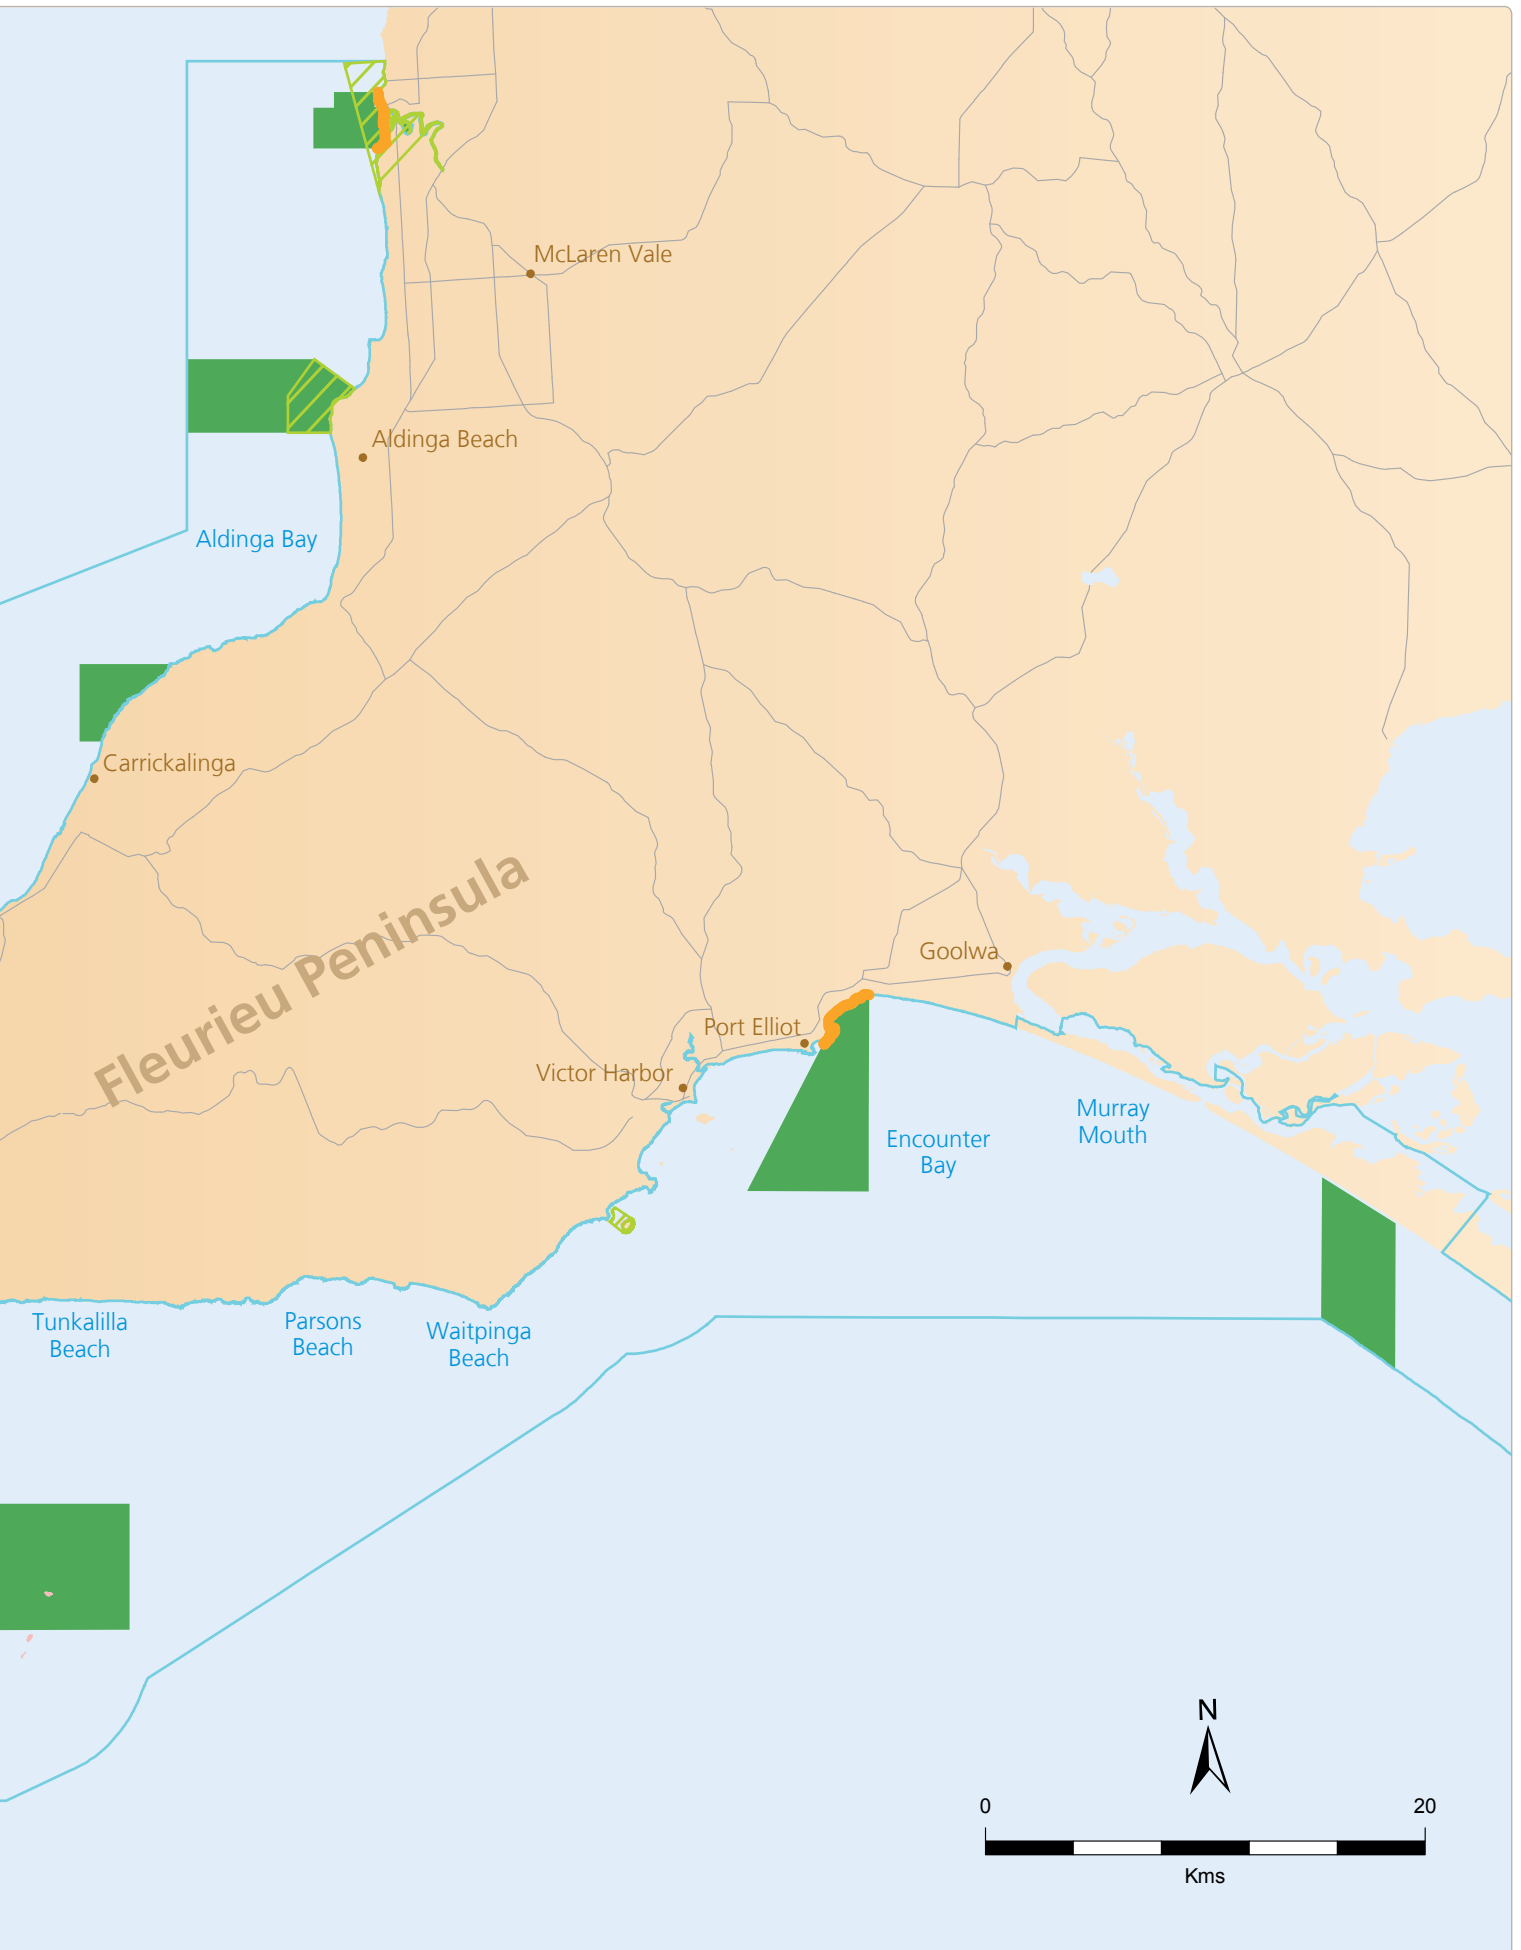 McLaren Vale
Aldinga Beach
Aldinga Bay
Carrickalinga
Fleurieu Peninsula
Goolwa
Port Elliot
Victor Harbor
Murray
Mouth
Encounter
Bay
Tunkalilla
Beach
Parsons
Beach
Waitpinga
Beach
N
0 20
Kms